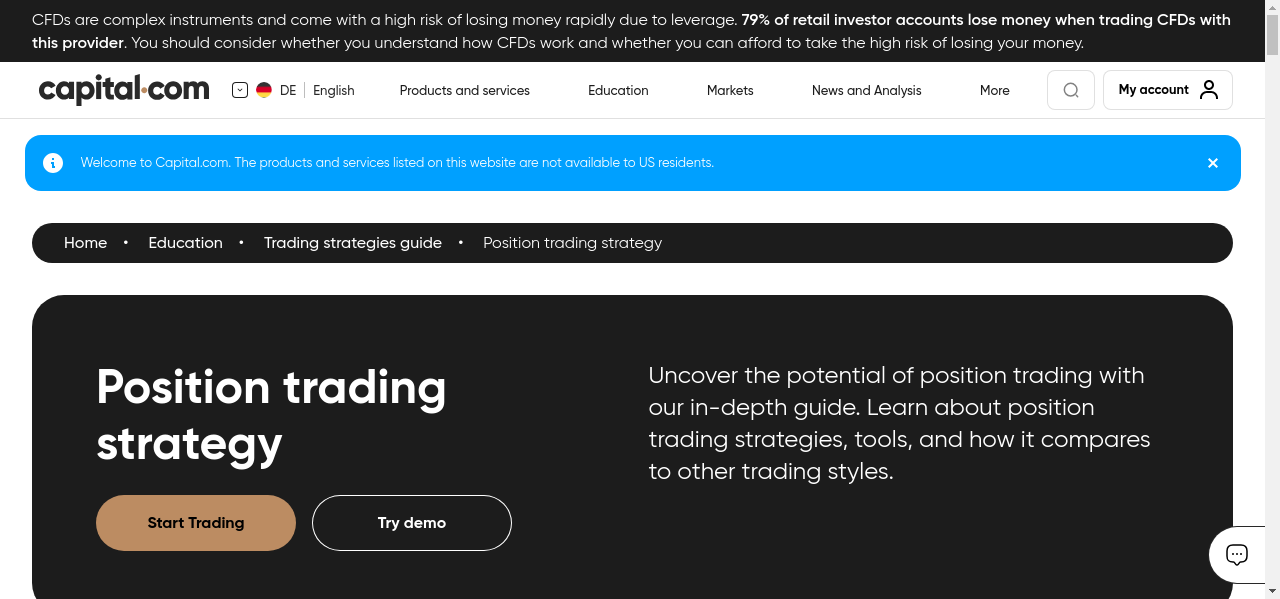 CFDs are complex instruments and come with a high risk of losing money rapidly due to leverage. 79% of retail investor accounts lose money when trading CFDs with
this provider. You should consider whether you understand how CFDs work and whether you can afford to take the high risk of losing your money.
capital.com DE English Products and services Education Markets News and Analysis More My account
Welcome to Capital.com. The products and services listed on this website are not available to US residents.
Home • Education • Trading strategies guide • Position trading strategy
Position trading
strategy
Start Trading Try demo
Uncover the potential of position trading with
our in-depth guide. Learn about position
trading strategies, tools, and how it compares
to other trading styles.